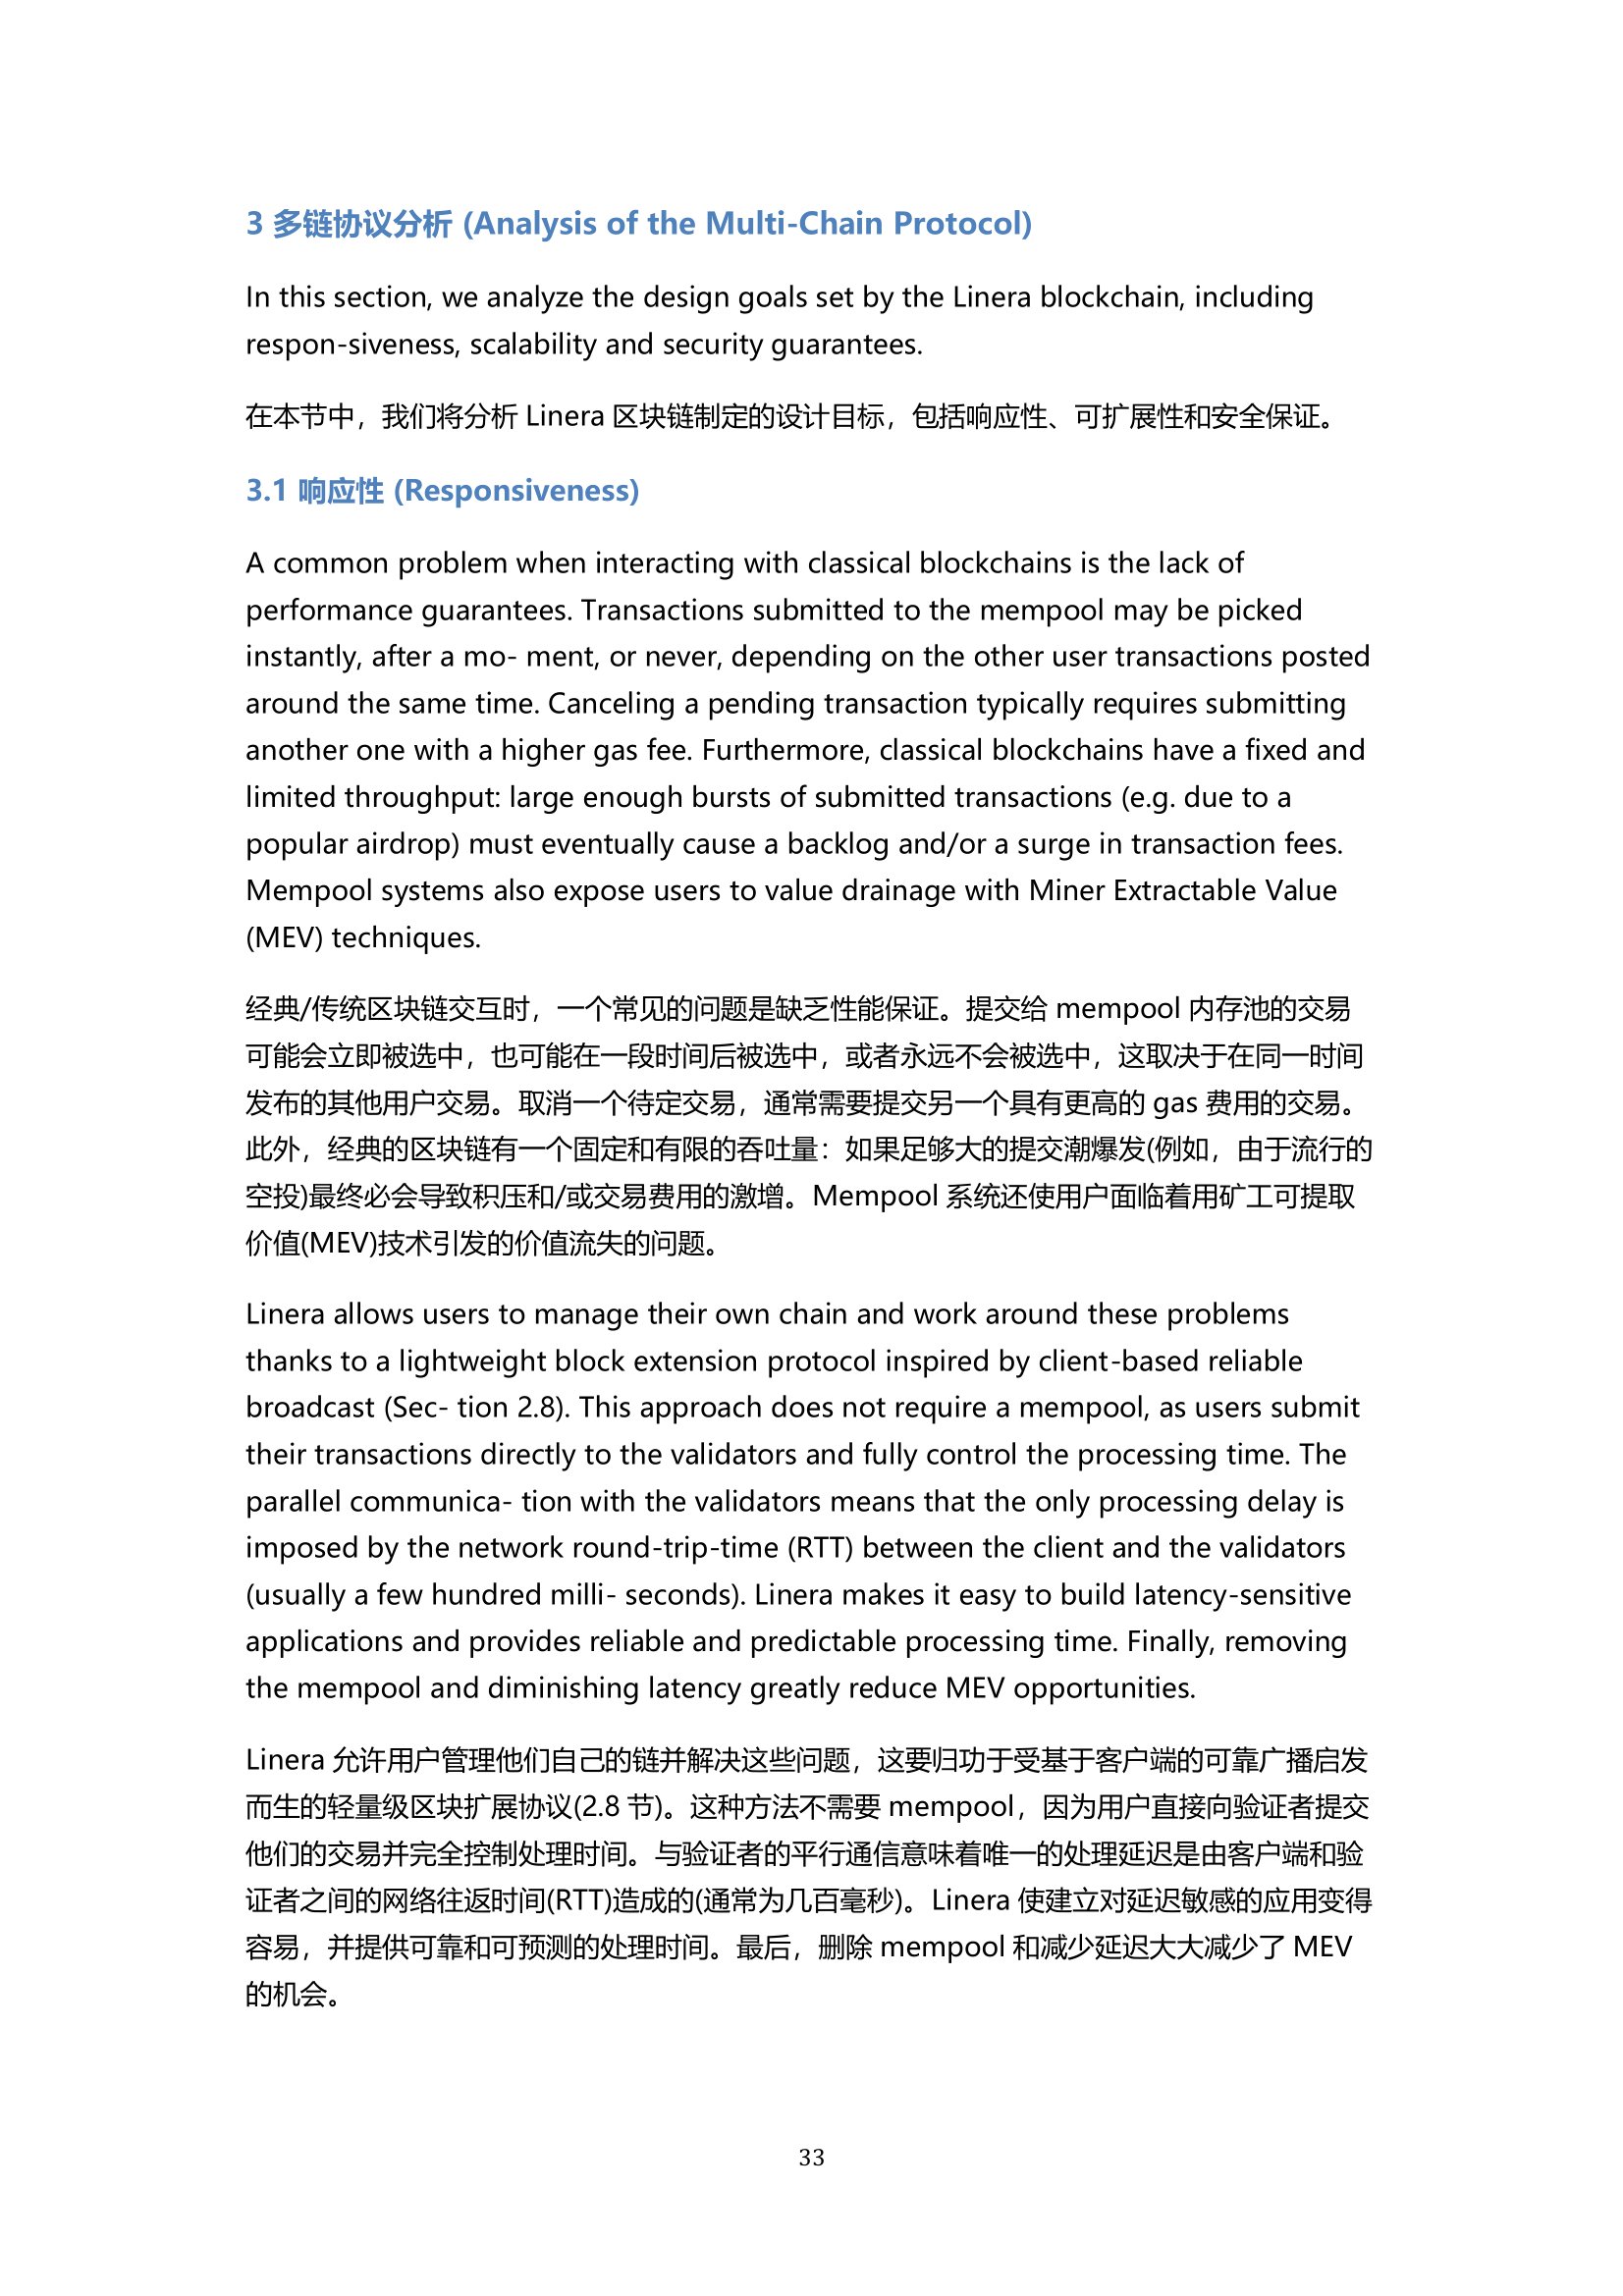 3 多链协议分析 (Analysis of the Multi-Chain Protocol)
In this section, we analyze the design goals set by the Linera blockchain, including
respon-siveness, scalability and security guarantees.
在本节中，我们将分析 Linera 区块链制定的设计目标，包括响应性、可扩展性和安全保证。
3.1 响应性 (Responsiveness)
A common problem when interacting with classical blockchains is the lack of
performance guarantees. Transactions submitted to the mempool may be picked
instantly, after a mo- ment, or never, depending on the other user transactions posted
around the same time. Canceling a pending transaction typically requires submitting
another one with a higher gas fee. Furthermore, classical blockchains have a fixed and
limited throughput: large enough bursts of submitted transactions (e.g. due to a
popular airdrop) must eventually cause a backlog and/or a surge in transaction fees.
Mempool systems also expose users to value drainage with Miner Extractable Value
(MEV) techniques.
经典/传统区块链交互时，一个常见的问题是缺乏性能保证。提交给 mempool 内存池的交易
可能会立即被选中，也可能在一段时间后被选中，或者永远不会被选中，这取决于在同一时间
发布的其他用户交易。取消一个待定交易，通常需要提交另一个具有更高的 gas 费用的交易。
此外，经典的区块链有一个固定和有限的吞吐量：如果足够大的提交潮爆发(例如，由于流行的
空投)最终必会导致积压和/或交易费用的激增。Mempool 系统还使用户面临着用矿工可提取
价值(MEV)技术引发的价值流失的问题。
Linera allows users to manage their own chain and work around these problems
thanks to a lightweight block extension protocol inspired by client-based reliable
broadcast (Sec- tion 2.8). This approach does not require a mempool, as users submit
their transactions directly to the validators and fully control the processing time. The
parallel communica- tion with the validators means that the only processing delay is
imposed by the network round-trip-time (RTT) between the client and the validators
(usually a few hundred milli- seconds). Linera makes it easy to build latency-sensitive
applications and provides reliable and predictable processing time. Finally, removing
the mempool and diminishing latency greatly reduce MEV opportunities.
Linera 允许用户管理他们自己的链并解决这些问题，这要归功于受基于客户端的可靠广播启发
而生的轻量级区块扩展协议(2.8 节)。这种方法不需要 mempool，因为用户直接向验证者提交
他们的交易并完全控制处理时间。与验证者的平行通信意味着唯一的处理延迟是由客户端和验
证者之间的网络往返时间(RTT)造成的(通常为几百毫秒)。Linera 使建立对延迟敏感的应用变得
容易，并提供可靠和可预测的处理时间。最后，删除 mempool 和减少延迟大大减少了 MEV
的机会。
33